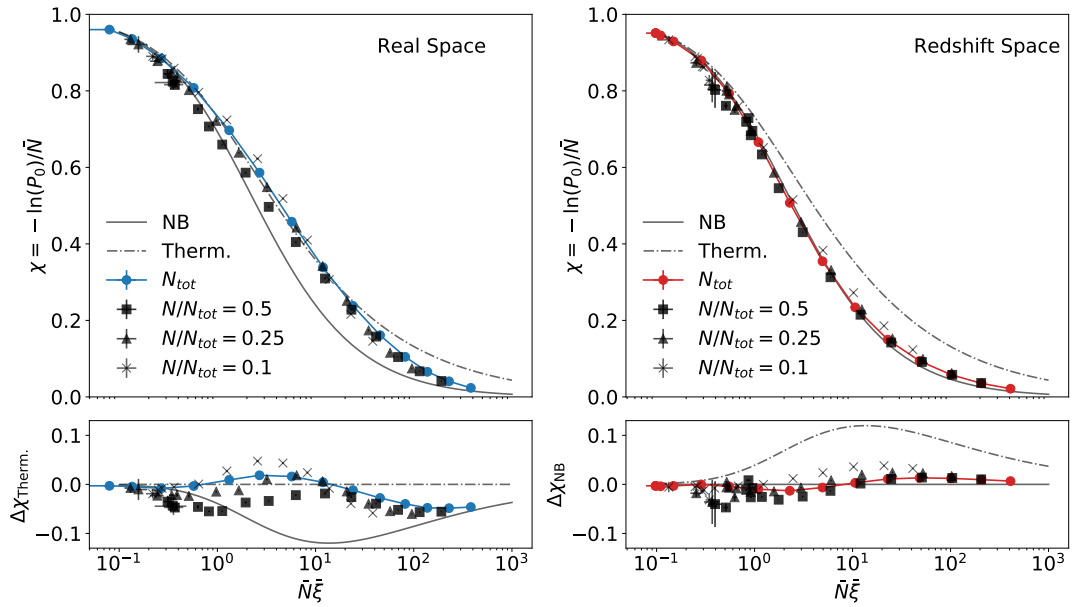 Real Space
χ = − ln(P₀)/N̄
1.0
0.8
0.6
0.4
0.2
0.0
NB
Therm.
N_tot
N/N_tot = 0.5
N/N_tot = 0.25
N/N_tot = 0.1
Δχ_Therm.
0.1
0.0
−0.1
10⁻¹ 10⁰ 10¹ 10² 10³
N̄ξ̄
Redshift Space
χ = − ln(P₀)/N̄
1.0
0.8
0.6
0.4
0.2
0.0
NB
Therm.
N_tot
N/N_tot = 0.5
N/N_tot = 0.25
N/N_tot = 0.1
Δχ_NB
0.1
0.0
−0.1
10⁻¹ 10⁰ 10¹ 10² 10³
N̄ξ̄